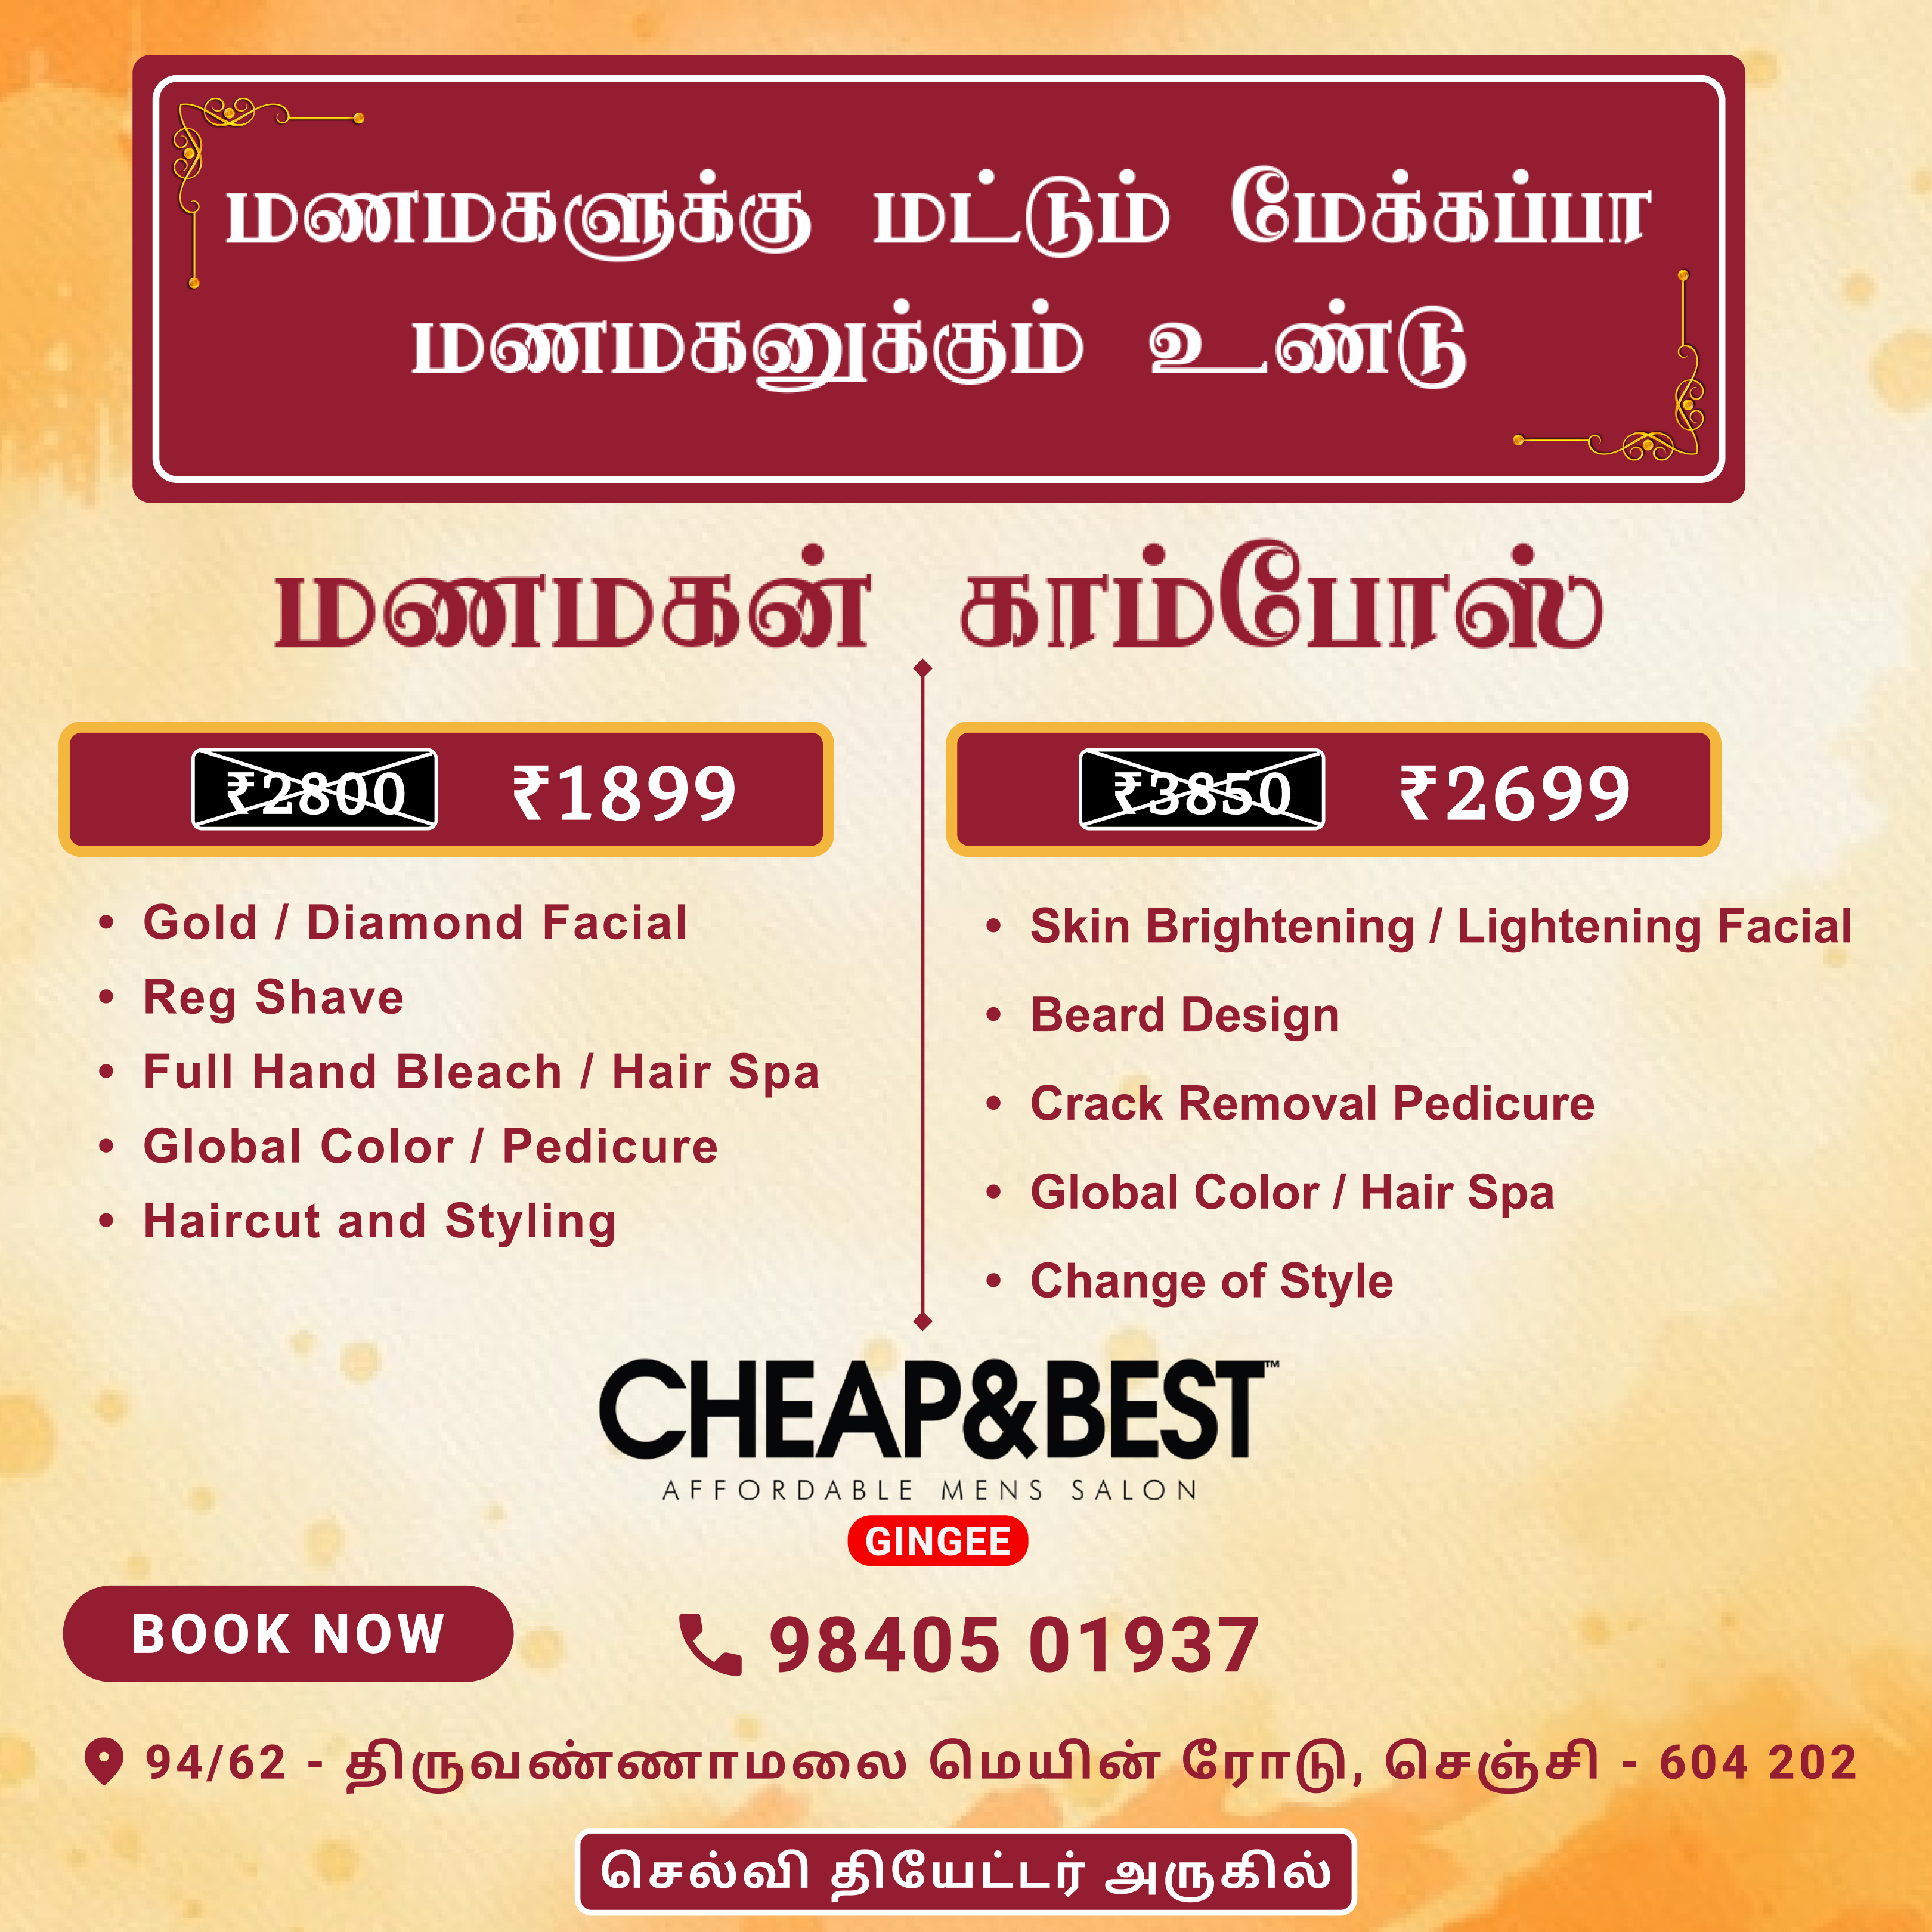 மணமகளுக்கு மட்டும் மேக்கப்பா
மணமகனுக்கும் உண்டு
மணமகன் காம்போஸ்
₹2800 ₹1899
• Gold / Diamond Facial
• Reg Shave
• Full Hand Bleach / Hair Spa
• Global Color / Pedicure
• Haircut and Styling
₹3850 ₹2699
• Skin Brightening / Lightening Facial
• Beard Design
• Crack Removal Pedicure
• Global Color / Hair Spa
• Change of Style
CHEAP&BEST™
AFFORDABLE MENS SALON
GINGEE
BOOK NOW
98405 01937
94/62 - திருவண்ணாமலை மெயின் ரோடு, செஞ்சி - 604 202
செல்வி தியேட்டர் அருகில்